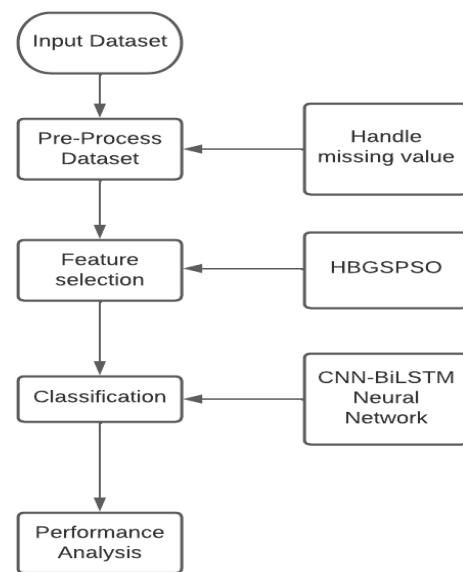 Input Dataset
Pre-Process
Dataset
Handle
missing value
Feature
selection
HBGSPSO
Classification
CNN-BiLSTM
Neural
Network
Performance
Analysis